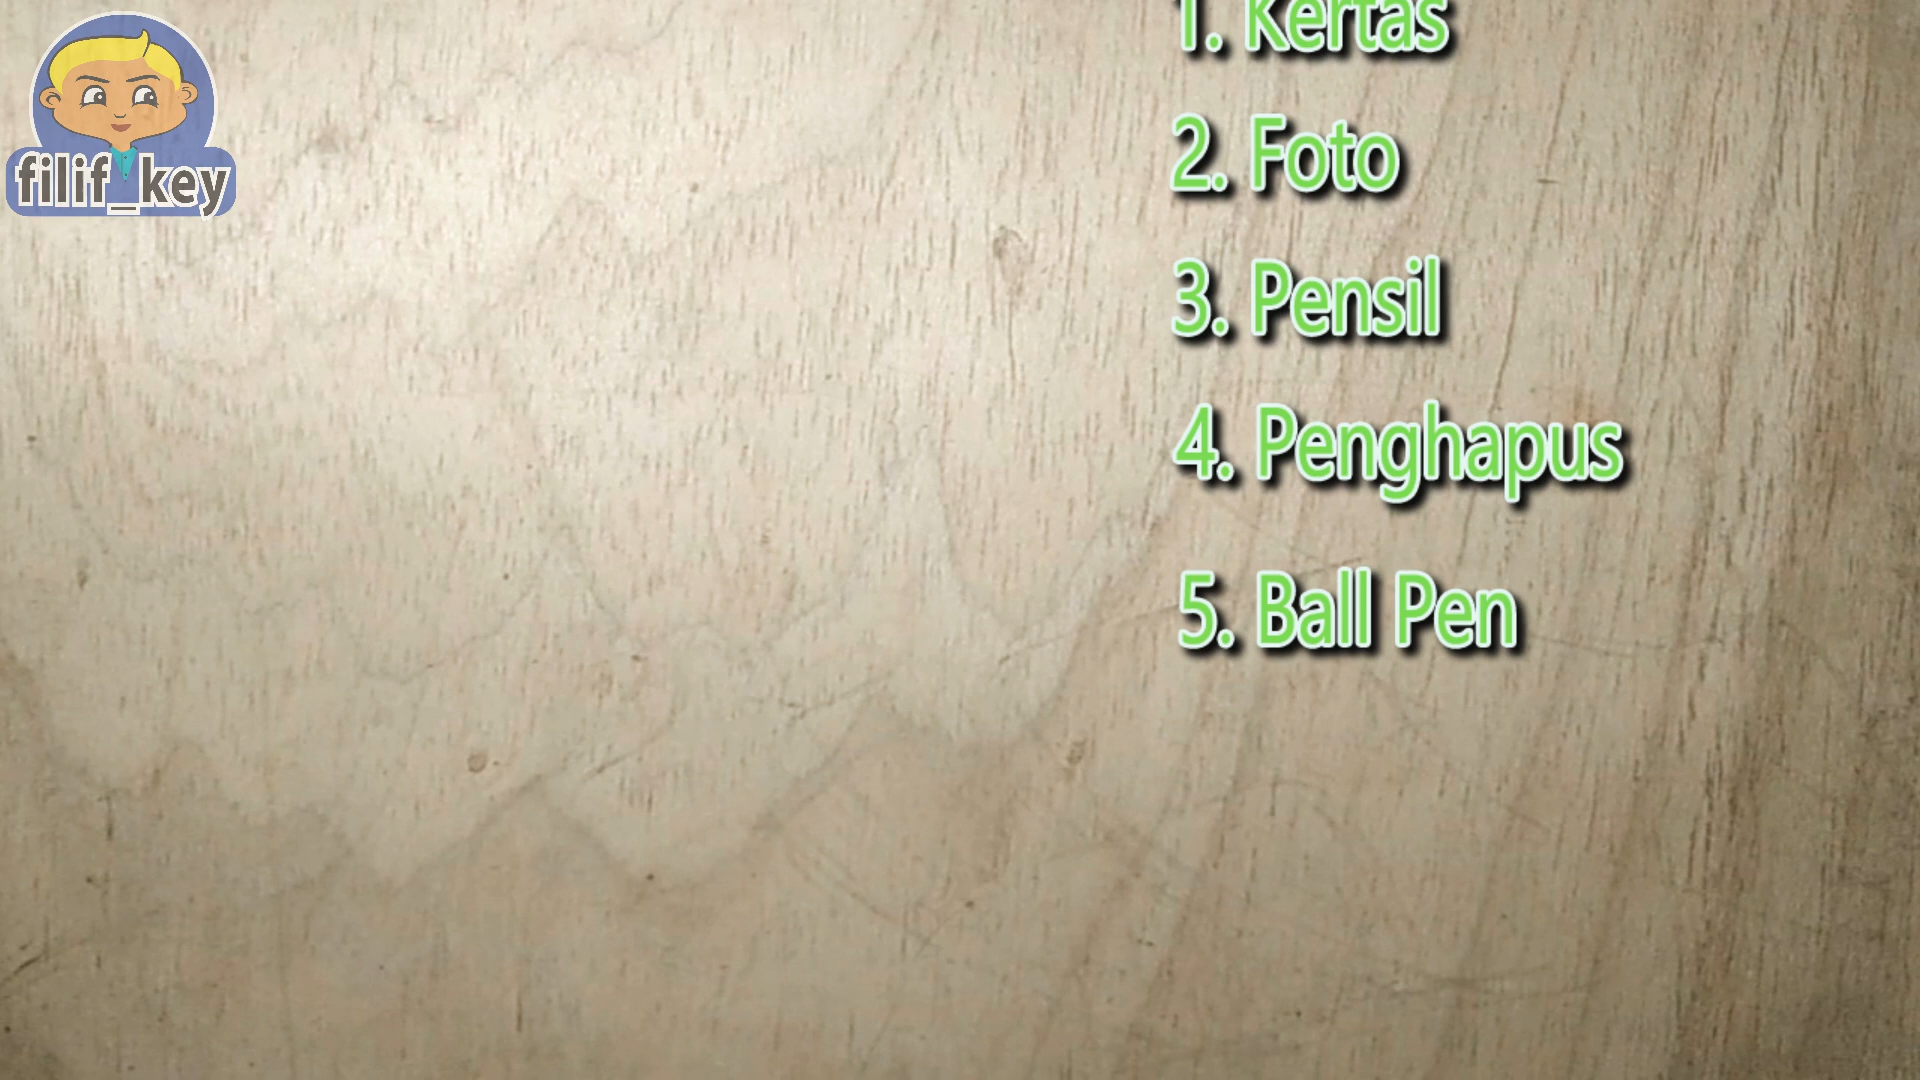 filif_key
1. Kertas
2. Foto
3. Pensil
4. Penghapus
5. Ball Pen